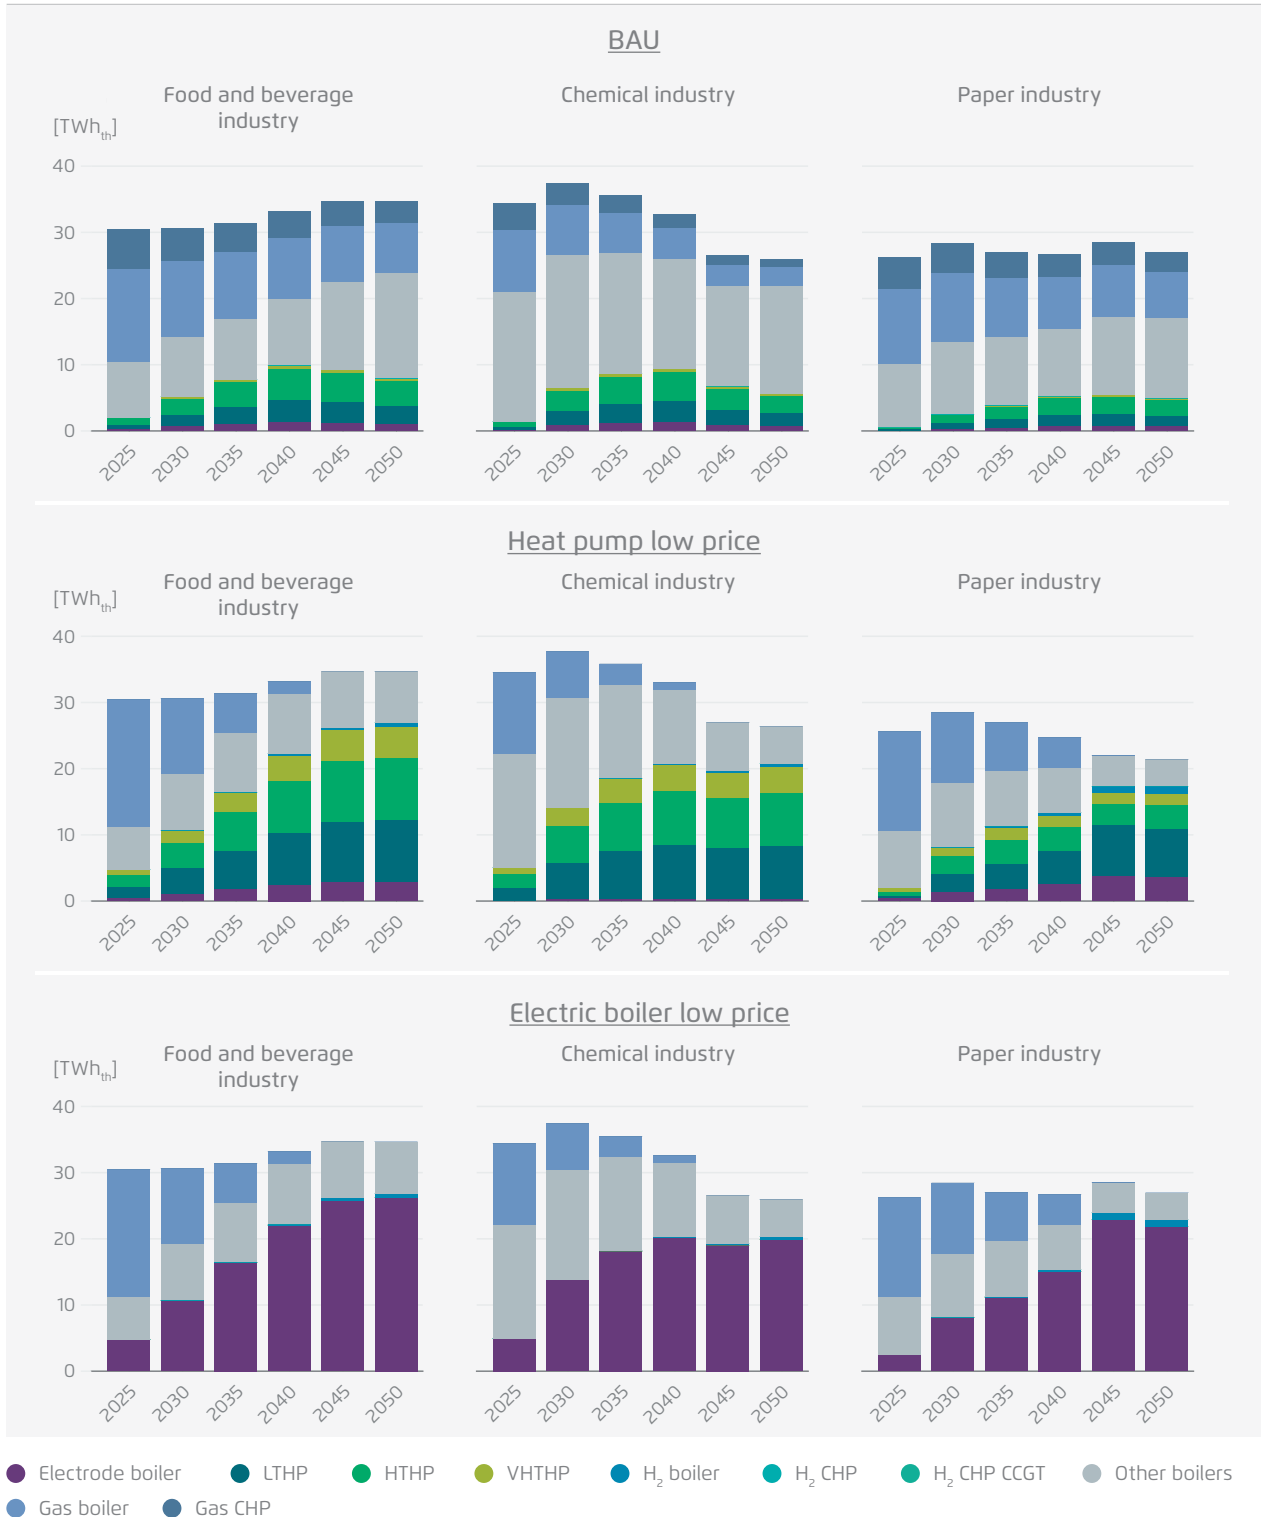 BAU
Food and beverage
industry
Chemical industry
Paper industry
[TWh_th]
40
30
20
10
0
2025 2030 2035 2040 2045 2050
2025 2030 2035 2040 2045 2050
2025 2030 2035 2040 2045 2050
Heat pump low price
Food and beverage
industry
Chemical industry
Paper industry
[TWh_th]
40
30
20
10
0
2025 2030 2035 2040 2045 2050
2025 2030 2035 2040 2045 2050
2025 2030 2035 2040 2045 2050
Electric boiler low price
Food and beverage
industry
Chemical industry
Paper industry
[TWh_th]
40
30
20
10
0
2025 2030 2035 2040 2045 2050
2025 2030 2035 2040 2045 2050
2025 2030 2035 2040 2045 2050
Electrode boiler LTHP HTHP VHTHP H₂ boiler H₂ CHP H₂ CHP CCGT Other boilers
Gas boiler Gas CHP